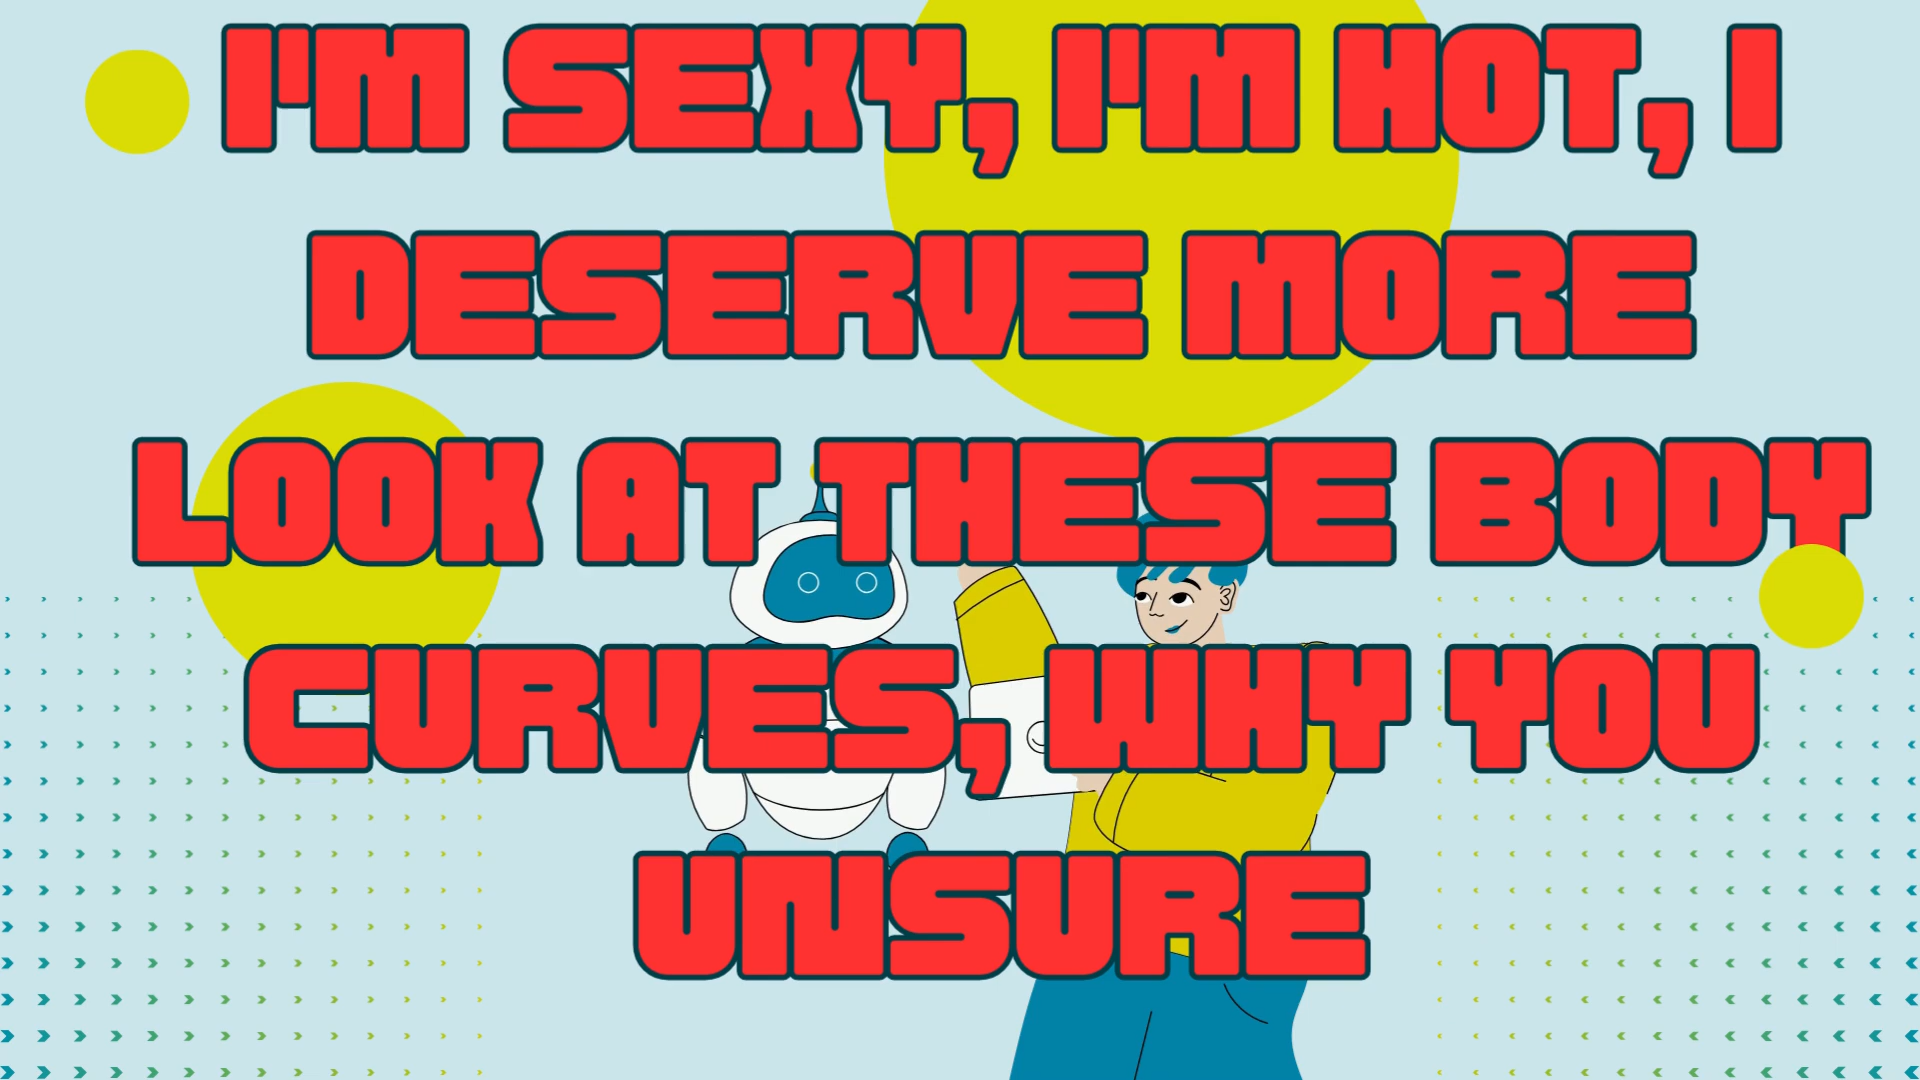 I'M SEXY, I'M HOT, I
DESERVE MORE
LOOK AT THESE BODY
CURVES, WHY YOU
UNSURE